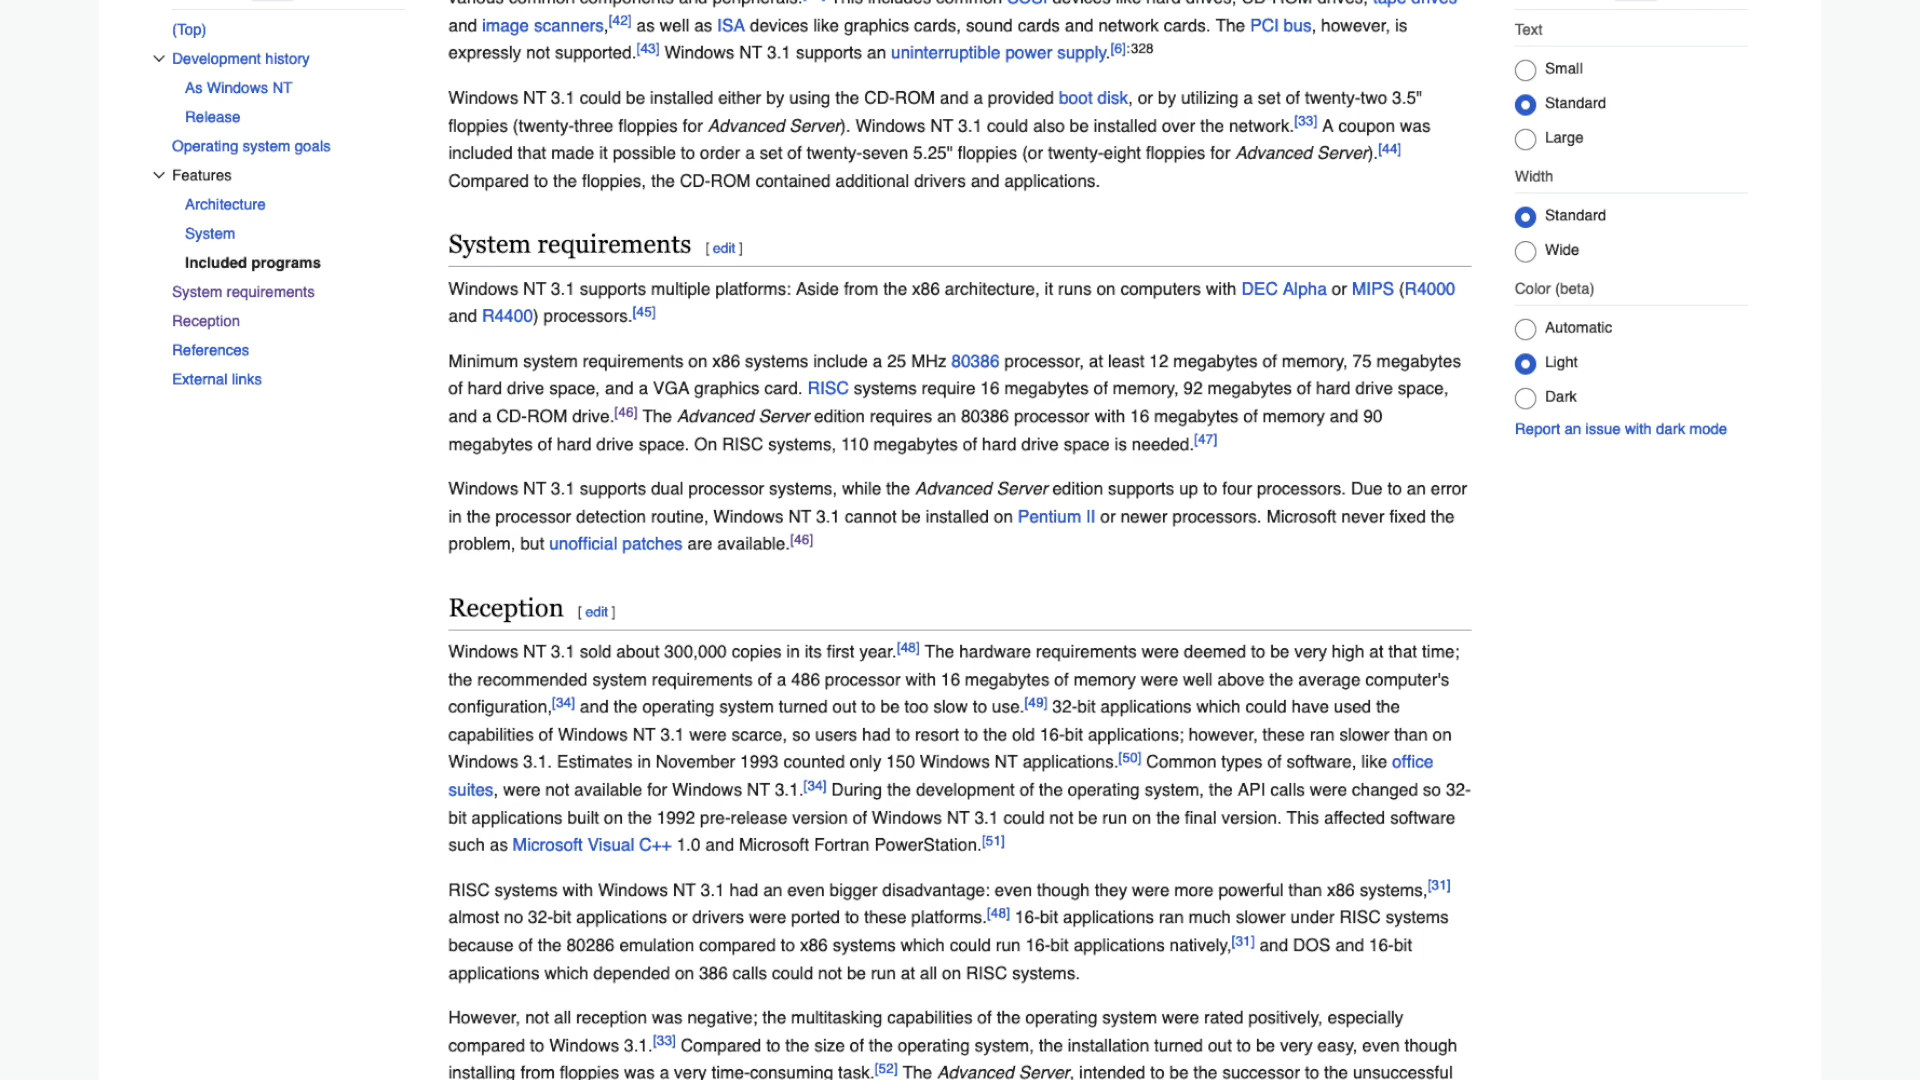 (Top)
Development history
As Windows NT
Release
Operating system goals
Features
Architecture
System
Included programs
System requirements
Reception
References
External links
and image scanners,[42] as well as ISA devices like graphics cards, sound cards and network cards. The PCI bus, however, is
expressly not supported.[43] Windows NT 3.1 supports an uninterruptible power supply.[6]:328
Windows NT 3.1 could be installed either by using the CD-ROM and a provided boot disk, or by utilizing a set of twenty-two 3.5"
floppies (twenty-three floppies for Advanced Server). Windows NT 3.1 could also be installed over the network.[33] A coupon was
included that made it possible to order a set of twenty-seven 5.25" floppies (or twenty-eight floppies for Advanced Server).[44]
Compared to the floppies, the CD-ROM contained additional drivers and applications.
System requirements [ edit ]
Windows NT 3.1 supports multiple platforms: Aside from the x86 architecture, it runs on computers with DEC Alpha or MIPS (R4000
and R4400) processors.[45]
Minimum system requirements on x86 systems include a 25 MHz 80386 processor, at least 12 megabytes of memory, 75 megabytes
of hard drive space, and a VGA graphics card. RISC systems require 16 megabytes of memory, 92 megabytes of hard drive space,
and a CD-ROM drive.[46] The Advanced Server edition requires an 80386 processor with 16 megabytes of memory and 90
megabytes of hard drive space. On RISC systems, 110 megabytes of hard drive space is needed.[47]
Windows NT 3.1 supports dual processor systems, while the Advanced Server edition supports up to four processors. Due to an error
in the processor detection routine, Windows NT 3.1 cannot be installed on Pentium II or newer processors. Microsoft never fixed the
problem, but unofficial patches are available.[46]
Reception [ edit ]
Windows NT 3.1 sold about 300,000 copies in its first year.[48] The hardware requirements were deemed to be very high at that time;
the recommended system requirements of a 486 processor with 16 megabytes of memory were well above the average computer's
configuration,[34] and the operating system turned out to be too slow to use.[49] 32-bit applications which could have used the
capabilities of Windows NT 3.1 were scarce, so users had to resort to the old 16-bit applications; however, these ran slower than on
Windows 3.1. Estimates in November 1993 counted only 150 Windows NT applications.[50] Common types of software, like office
suites, were not available for Windows NT 3.1.[34] During the development of the operating system, the API calls were changed so 32-
bit applications built on the 1992 pre-release version of Windows NT 3.1 could not be run on the final version. This affected software
such as Microsoft Visual C++ 1.0 and Microsoft Fortran PowerStation.[51]
RISC systems with Windows NT 3.1 had an even bigger disadvantage: even though they were more powerful than x86 systems,[31]
almost no 32-bit applications or drivers were ported to these platforms.[48] 16-bit applications ran much slower under RISC systems
because of the 80286 emulation compared to x86 systems which could run 16-bit applications natively,[31] and DOS and 16-bit
applications which depended on 386 calls could not be run at all on RISC systems.
However, not all reception was negative; the multitasking capabilities of the operating system were rated positively, especially
compared to Windows 3.1.[33] Compared to the size of the operating system, the installation turned out to be very easy, even though
installing from floppies was a very time-consuming task.[52] The Advanced Server, intended to be the successor to the unsuccessful
Text
Small
Standard
Large
Width
Standard
Wide
Color (beta)
Automatic
Light
Dark
Report an issue with dark mode